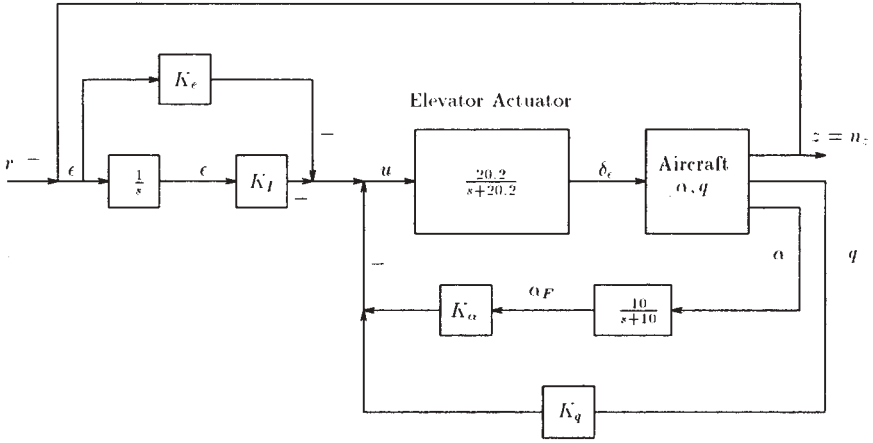 K_e
Elevator Actuator
z = n_z
r
−
ϵ
1/s
ϵ
K_I
−
−
u
20.2/(s+20.2)
δ_e
Aircraft
α, q
−
α
q
K_α
α_F
10/(s+10)
K_q